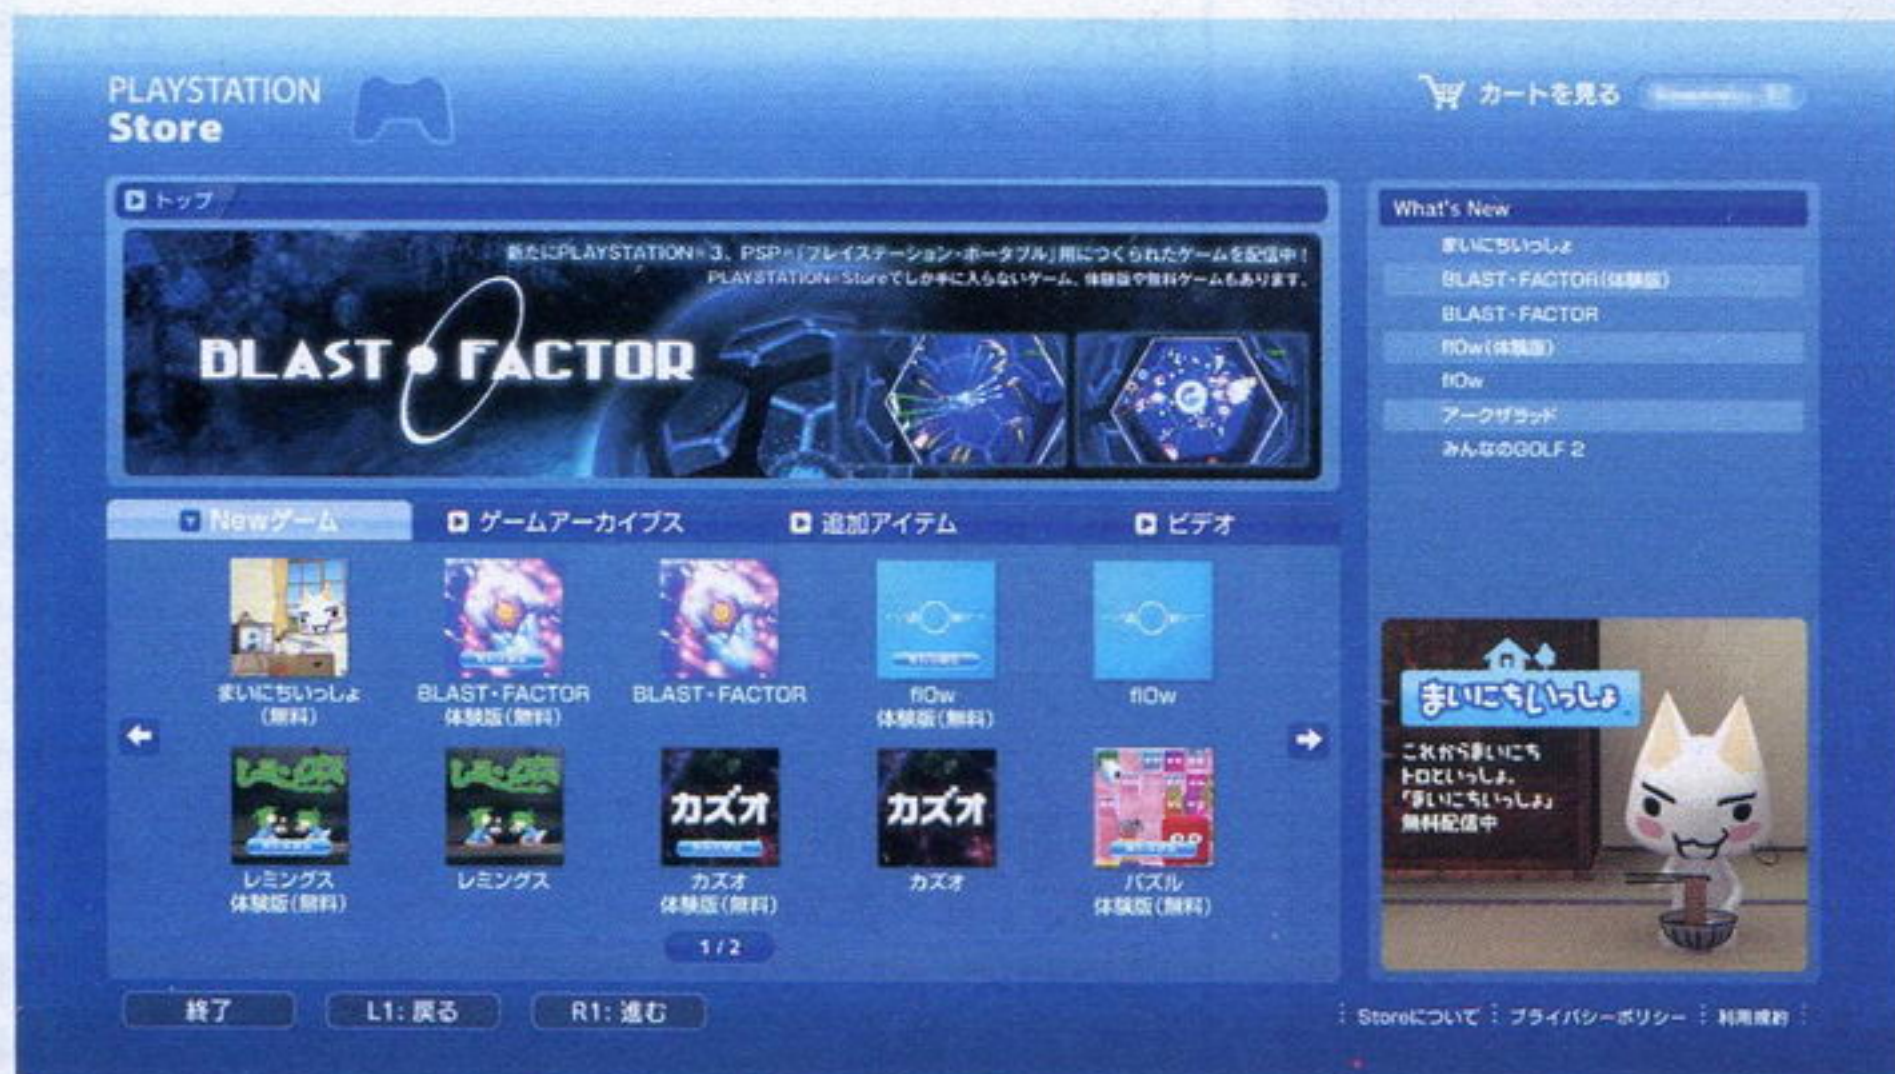 PLAYSTATION
Store
カートを見る
トップ
新たにPLAYSTATION®3、PSP®「プレイステーション・ポータブル」用につくられたゲームを配信中！
PLAYSTATION®Storeでしか手に入らないゲーム、体験版や無料ゲームもあります。
BLAST FACTOR
Newゲーム
ゲームアーカイブス
追加アイテム
ビデオ
まいにちいっしょ
(無料)
BLAST・FACTOR
体験版(無料)
BLAST・FACTOR
flOw
体験版(無料)
flOw
レミングス
レミングス
カズオ
カズオ
レミングス
体験版(無料)
レミングス
カズオ
体験版(無料)
カズオ
パズル
体験版(無料)
1/2
終了
L1:戻る
R1:進む
What's New
まいにちいっしょ
BLAST・FACTOR(体験版)
BLAST・FACTOR
flOw(体験版)
flOw
アークザラッド
みんなのGOLF 2
まいにちいっしょ
これからまいにち
トロといっしょ。
「まいにちいっしょ」
無料配信中
Storeについて
プライバシーポリシー
利用規約